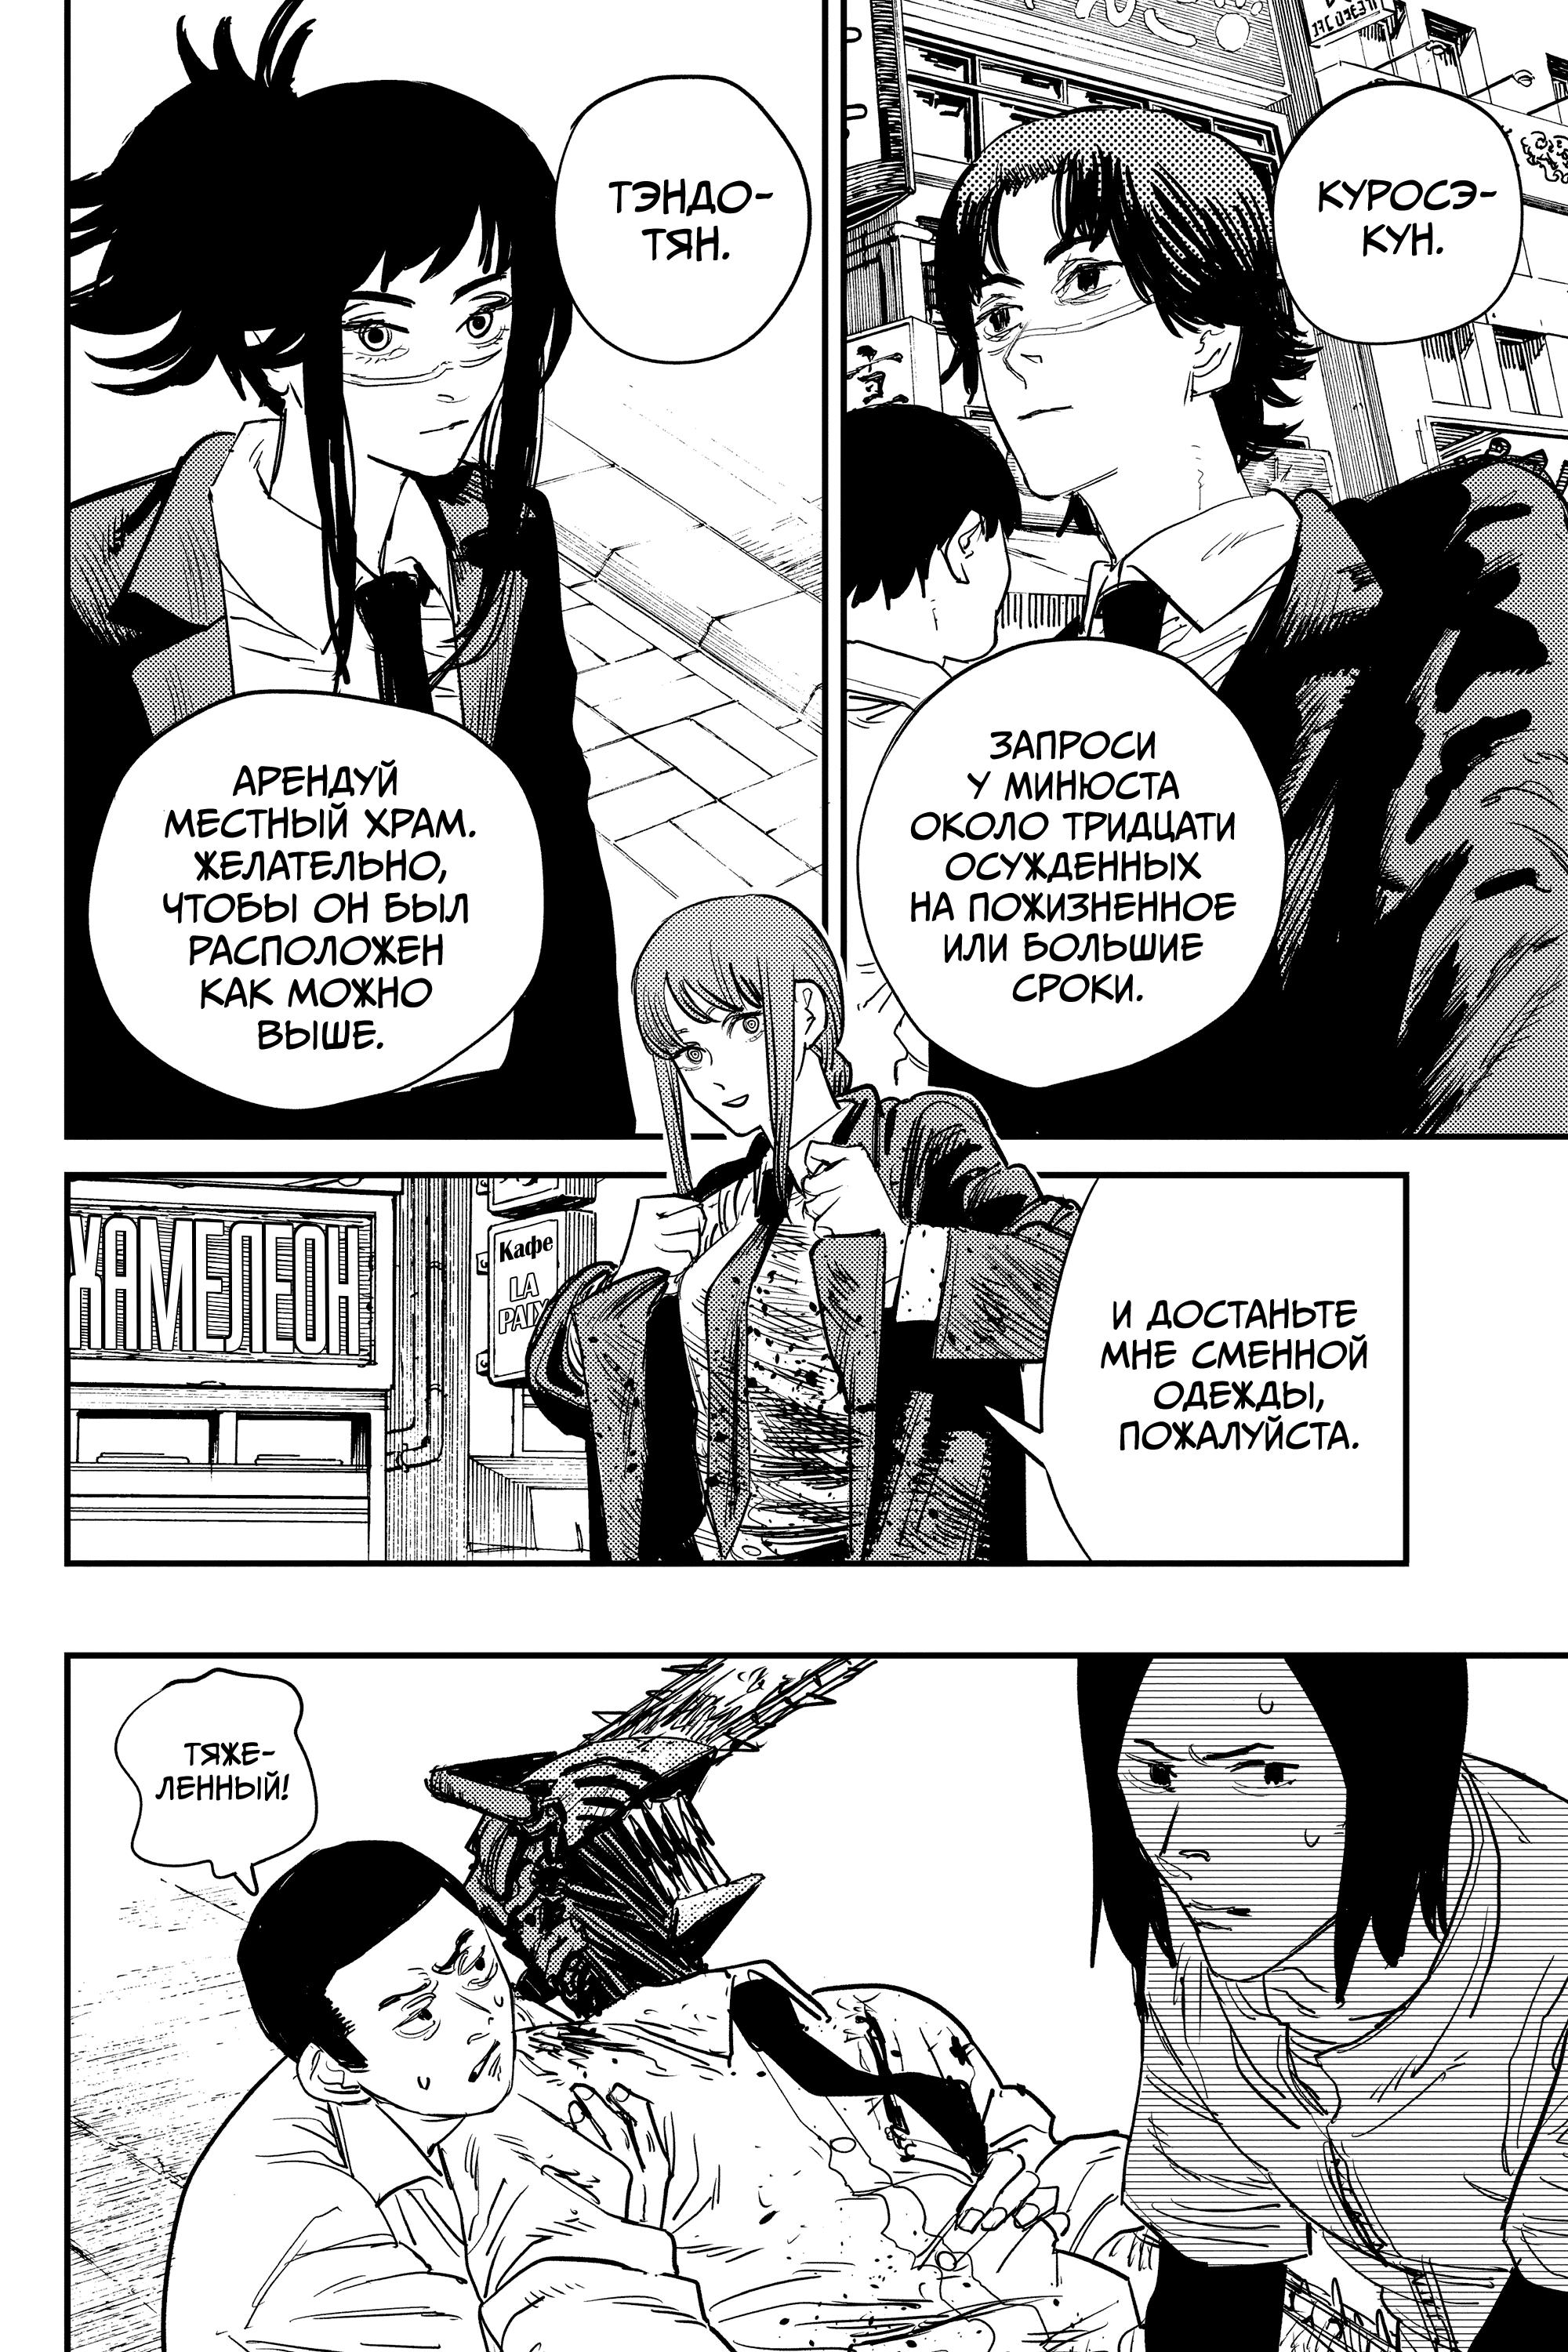 КУРОСЭ-
КУН.
ЗАПРОСИ
У МИНЮСТА
ОКОЛО ТРИДЦАТИ
ОСУЖДЕННЫХ
НА ПОЖИЗНЕННОЕ
ИЛИ БОЛЬШИЕ
СРОКИ.
ТЭНДО-
ТЯН.
АРЕНДУЙ
МЕСТНЫЙ ХРАМ.
ЖЕЛАТЕЛЬНО,
ЧТОБЫ ОН БЫЛ
РАСПОЛОЖЕН
КАК МОЖНО
ВЫШЕ.
И ДОСТАНЬТЕ
МНЕ СМЕННОЙ
ОДЕЖДЫ,
ПОЖАЛУЙСТА.
Кафе
LA
PAIX
ХАМЕЛЕОН
ТЯЖЕ-
ЛЕННЫЙ!